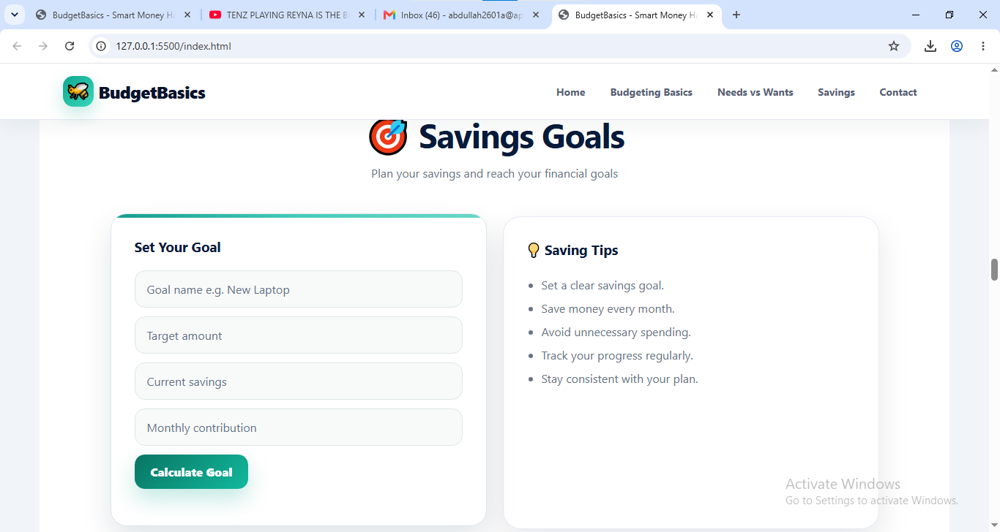 BudgetBasics - Smart Money Ha
TENZ PLAYING REYNA IS THE B
Inbox (46) - abdullah2601a@ap
BudgetBasics - Smart Money Ha
127.0.0.1:5500/index.html
BudgetBasics
Home
Budgeting Basics
Needs vs Wants
Savings
Contact
Savings Goals
Plan your savings and reach your financial goals
Set Your Goal
Goal name e.g. New Laptop
Target amount
Current savings
Monthly contribution
Calculate Goal
Saving Tips
Set a clear savings goal.
Save money every month.
Avoid unnecessary spending.
Track your progress regularly.
Stay consistent with your plan.
Activate Windows
Go to Settings to activate Windows.